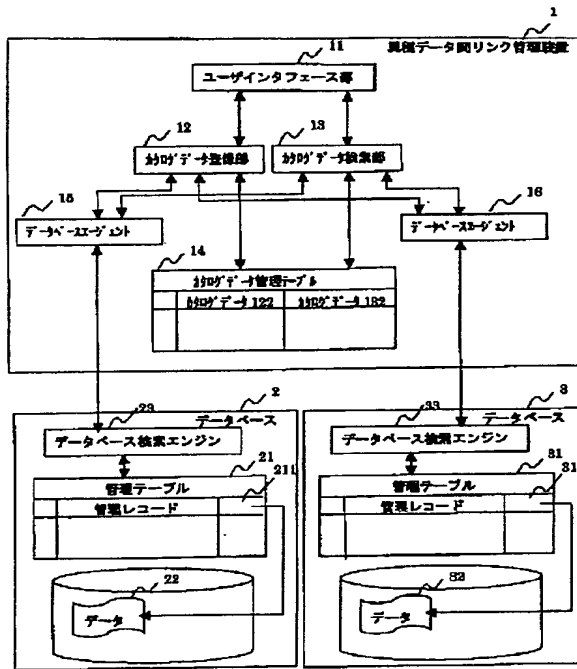 1
異種データ間リンク管理装置
11
ユーザインタフェース部
12
13
カタログデータ登録部
カタログデータ検索部
15
16
データベースエージェント
データベースエージェント
14
カタログデータ管理テーブル
カタログデータ 122
カタログデータ 132
2
3
データベース
データベース
23
33
データベース検索エンジン
データベース検索エンジン
21
31
管理テーブル
211
管理テーブル
管理レコード
管理レコード
22
32
データ
データ